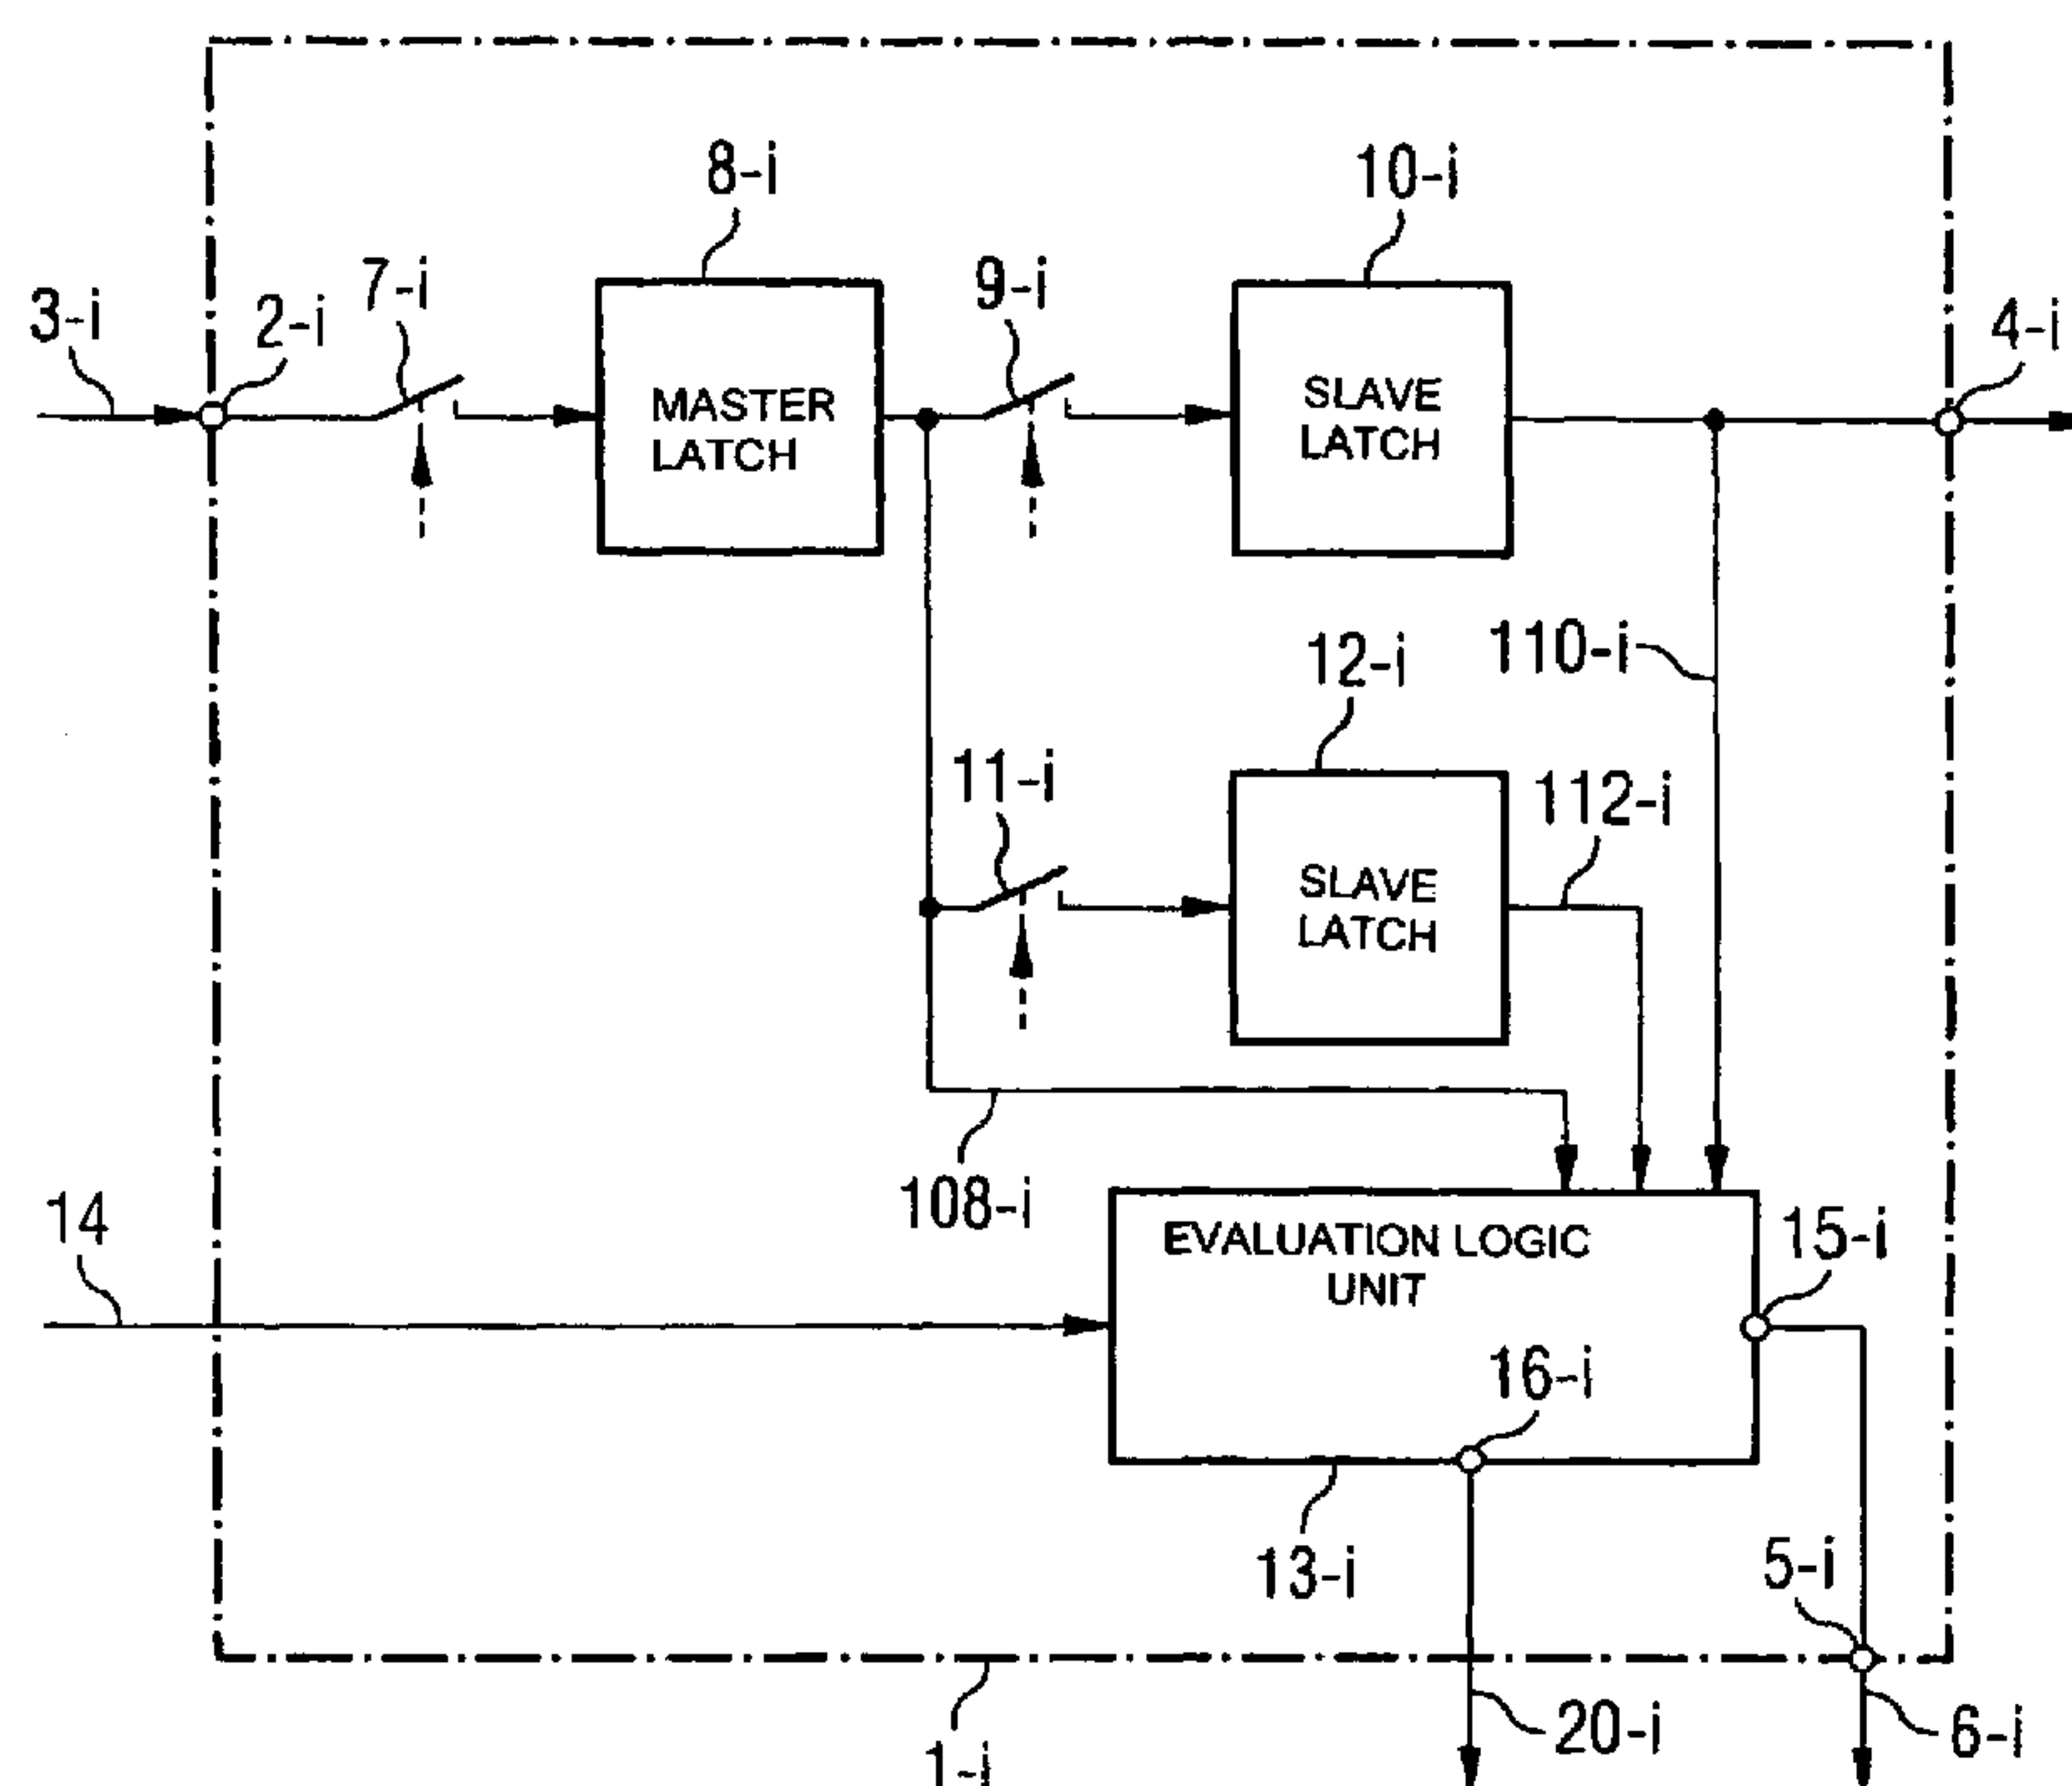 8-i
10-i
3-i
2-i
7-i
9-i
4-i
MASTER
LATCH
SLAVE
LATCH
12-i
110-i
11-i
112-i
SLAVE
LATCH
108-i
14
EVALUATION LOGIC
UNIT
15-i
16-i
13-i
5-i
20-i
6-i
1-i